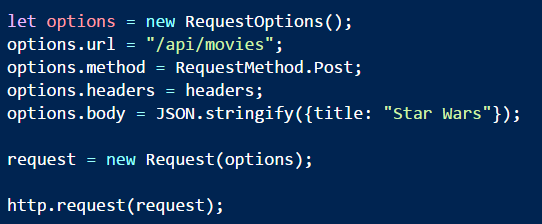 let options = new RequestOptions();
options.url = "/api/movies";
options.method = RequestMethod.Post;
options.headers = headers;
options.body = JSON.stringify({title: "Star Wars"});
request = new Request(options);
http.request(request);